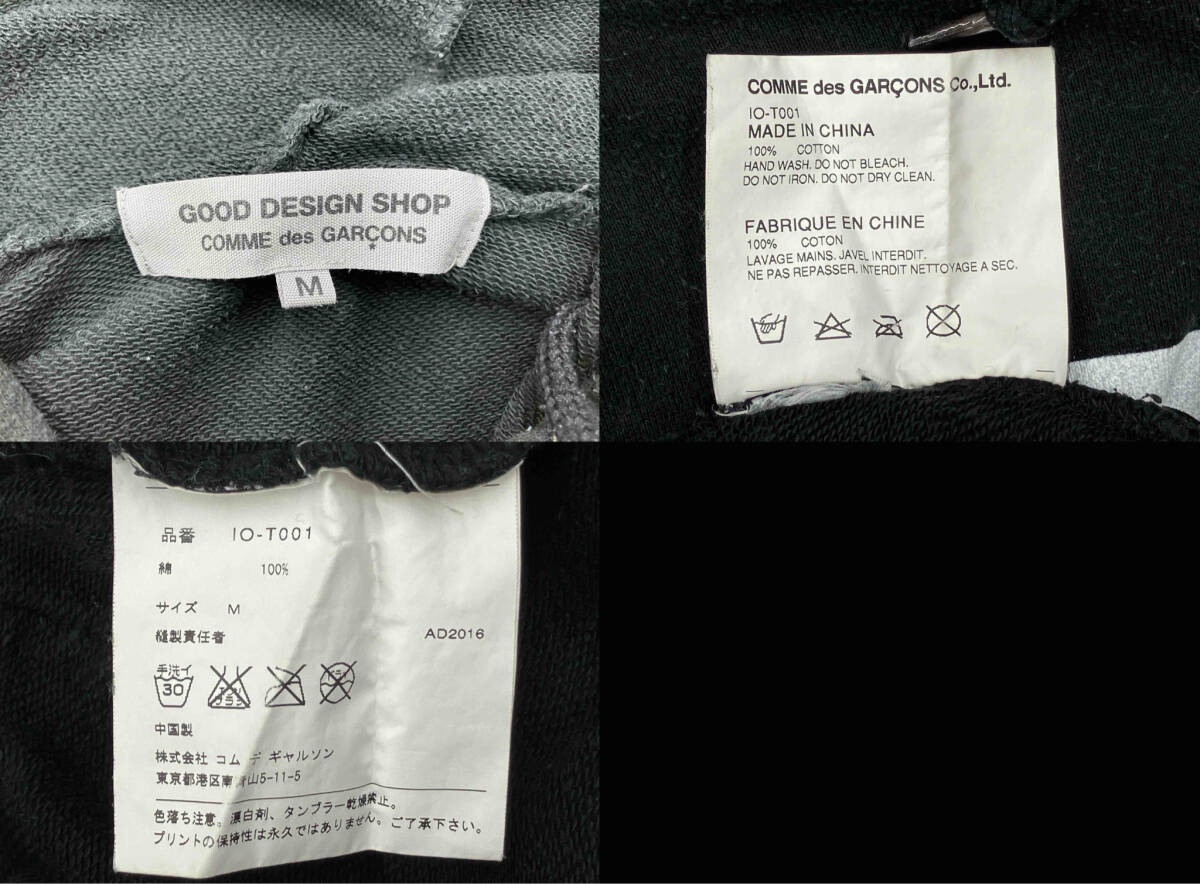 GOOD DESIGN SHOP
COMME des GARÇONS
M
COMME des GARÇONS Co.,Ltd.
IO-T001
MADE IN CHINA
100% COTTON
HAND WASH. DO NOT BLEACH.
DO NOT IRON. DO NOT DRY CLEAN.
FABRIQUE EN CHINE
100% COTON
LAVAGE MAINS. JAVEL INTERDIT.
NE PAS REPASSER. INTERDIT NETTOYAGE A SEC.
品番 IO-T001
綿 100%
サイズ M
縫製責任者 AD2016
手洗イ
30
中国製
株式会社 コム デ ギャルソン
東京都港区南青山5-11-5
色落ち注意。漂白剤、タンブラー乾燥禁止。
プリントの保持性は永久ではありません。ご了承下さい。